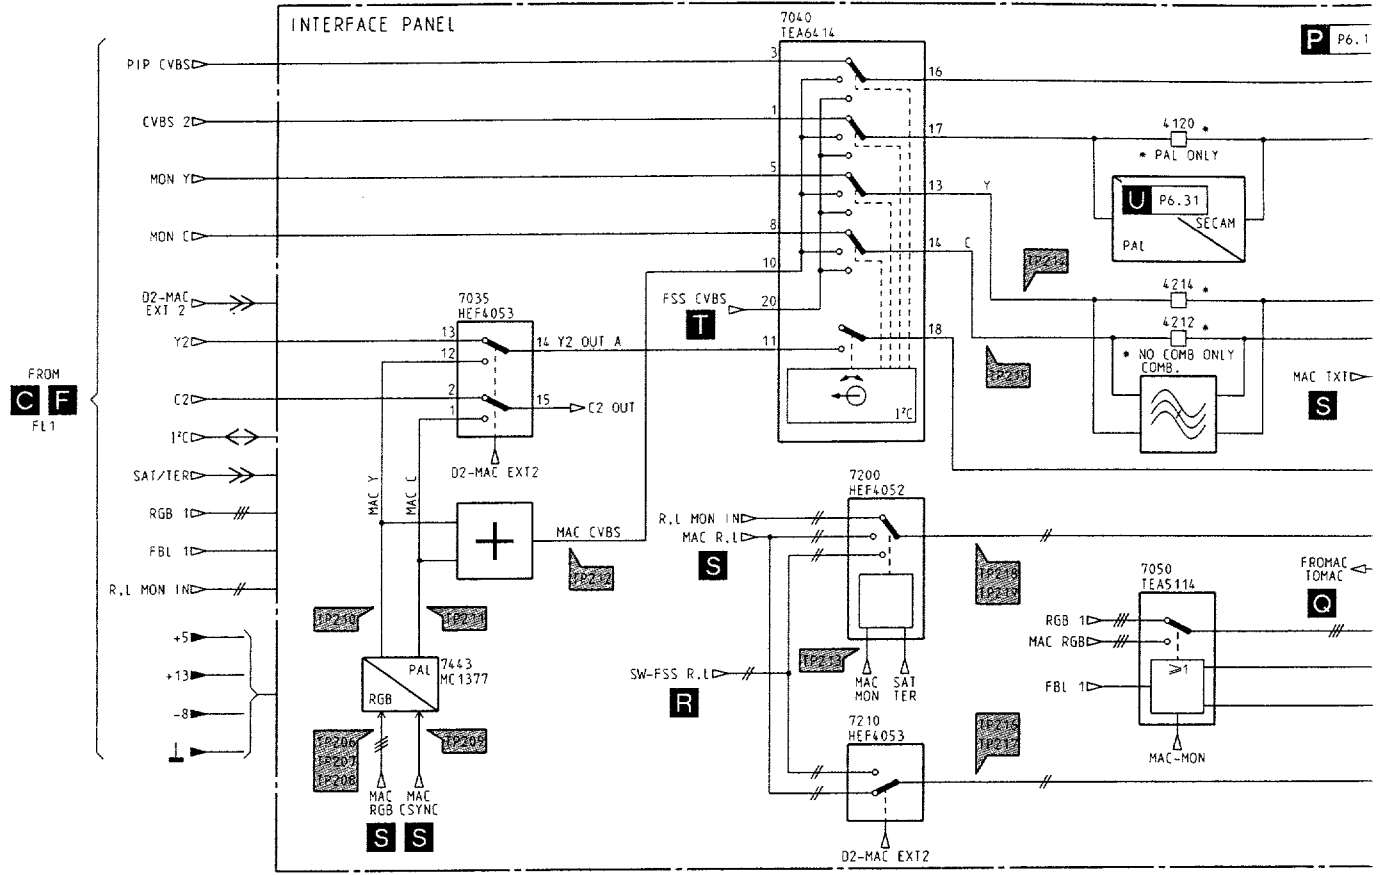 INTERFACE PANEL
7040
TEA6414
P P6.1
PIP CVBS
3
16
CVBS 2
1
17
4120 *
* PAL ONLY
MON Y
5
13
Y
U P6.31
SECAM
PAL
MON C
8
14
C
10
TP214
D2-MAC
EXT 2
7035
HEF4053
FSS CVBS
20
T
4214 *
4212 *
* NO COMB ONLY
COMB.
Y2
13
12
14 Y2 OUT A
11
18
TP215
MAC TXT
S
FROM
C F
FL1
C2
2
1
15
C2 OUT
I²C
I²C
D2-MAC EXT2
SAT/TER
MAC Y
MAC C
RGB 1
7200
HEF4052
R,L MON IN
MAC R,L
S
MAC CVBS
TP212
FBL 1
R,L MON IN
TP218
TP219
7050
TEA5114
FROMAC
TOMAC
Q
TP210
TP211
RGB 1
MAC RGB
≥1
FBL 1
MAC-MON
+5
+13
-8
PAL
RGB
7443
MC1377
TP213
MAC
MON
SAT
TER
SW-FSS R,L
R
TP206
TP207
TP208
TP205
7210
HEF4053
TP216
TP217
MAC
RGB
MAC
CSYNC
S S
D2-MAC EXT2